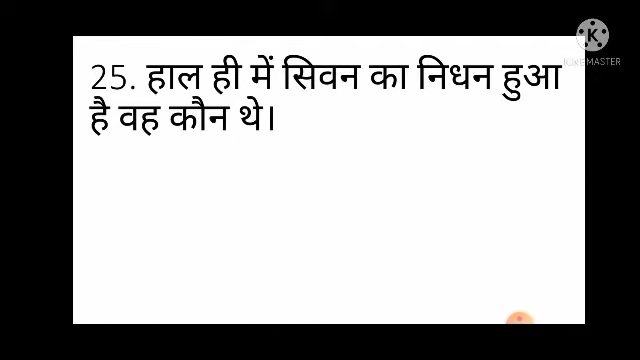 25. हाल ही में सिवन का निधन हुआ
है वह कौन थे।
K
KINEMASTER